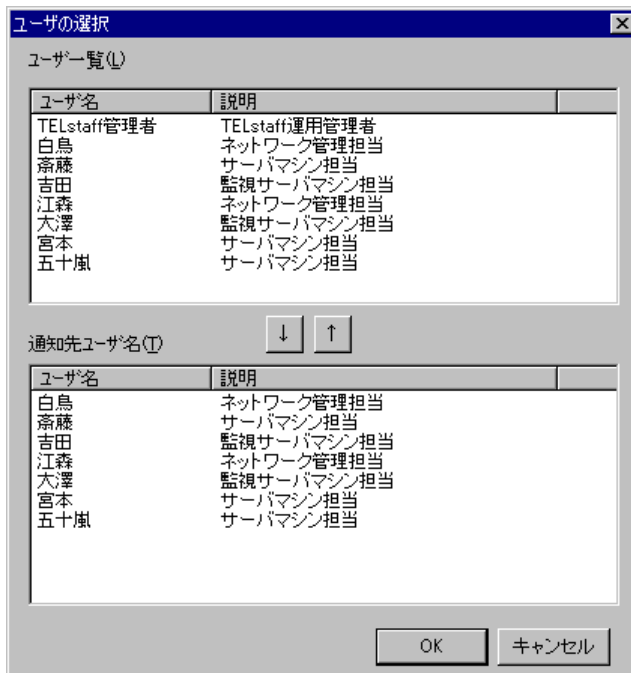 ユーザの選択
ユーザ一覧(L)
ユーザ名 説明
TELstaff管理者 TELstaff運用管理者
白鳥 ネットワーク管理担当
斎藤 サーバマシン担当
吉田 監視サーバマシン担当
江森 ネットワーク管理担当
大澤 監視サーバマシン担当
宮本 サーバマシン担当
五十嵐 サーバマシン担当
通知先ユーザ名(T) ↓ ↑
ユーザ名 説明
白鳥 ネットワーク管理担当
斎藤 サーバマシン担当
吉田 監視サーバマシン担当
江森 ネットワーク管理担当
大澤 監視サーバマシン担当
宮本 サーバマシン担当
五十嵐 サーバマシン担当
OK キャンセル